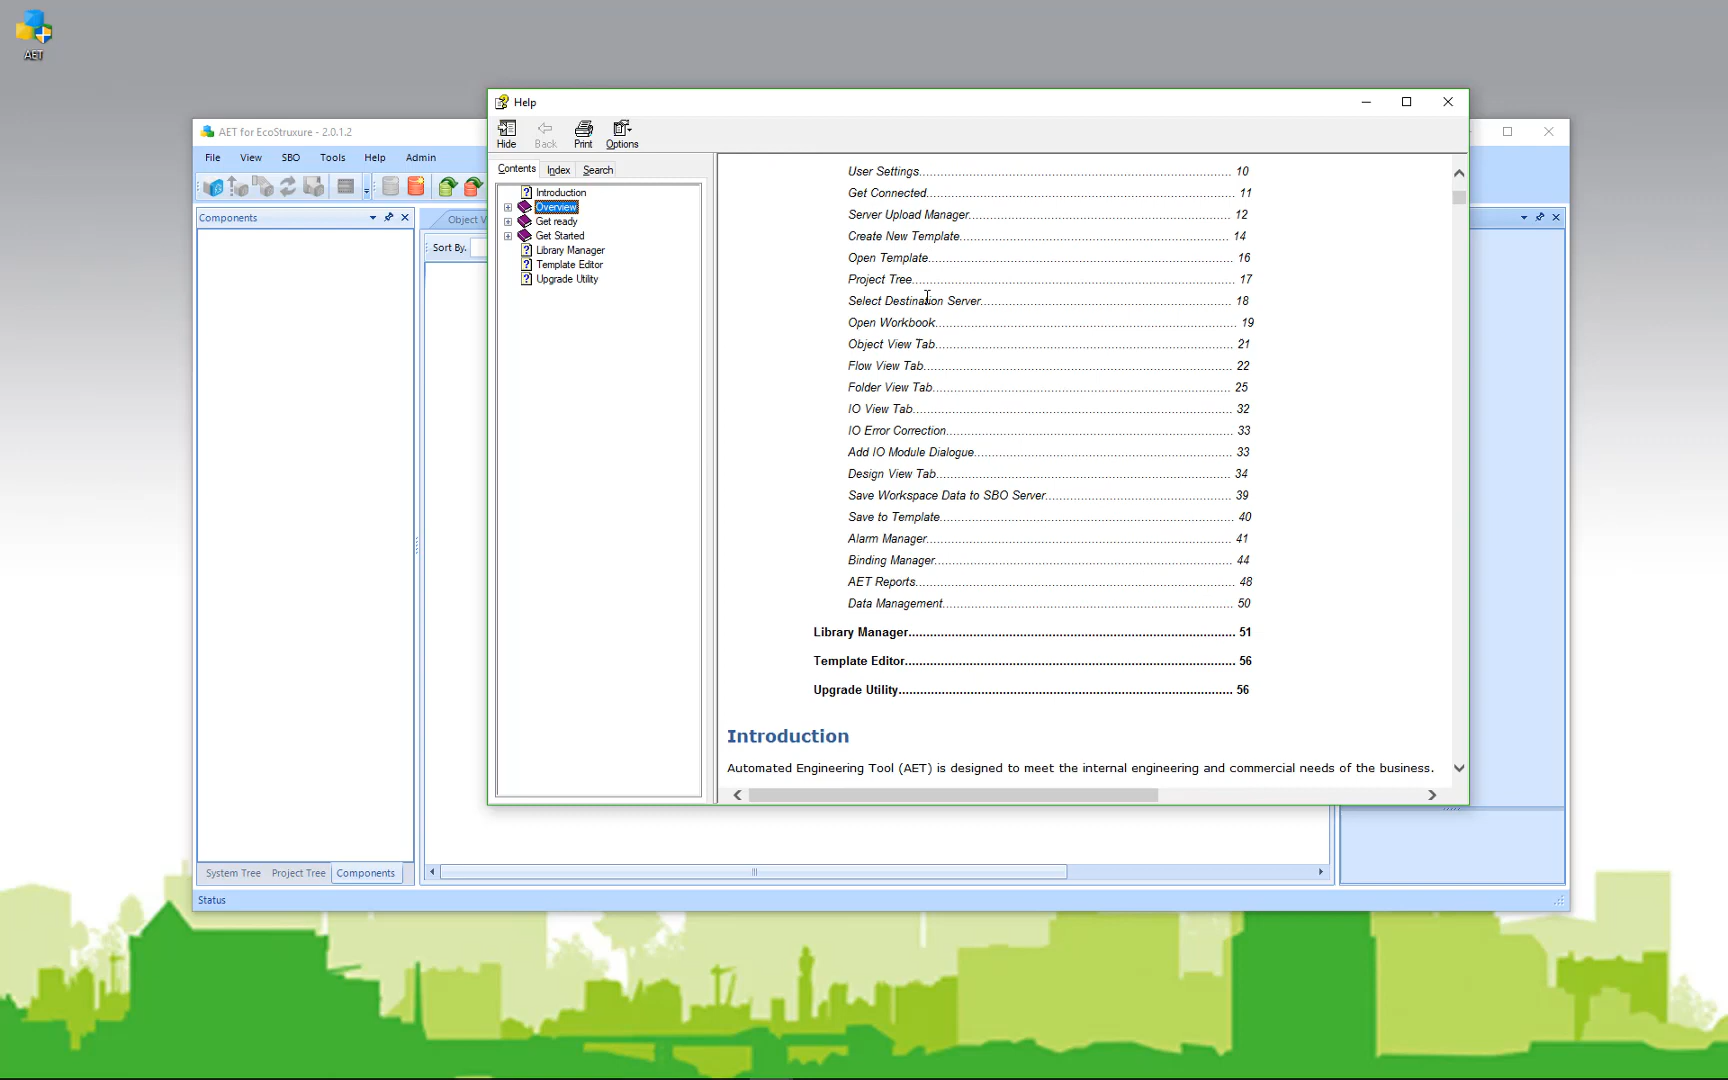 AET
AET for EcoStruxure - 2.0.1.2
File View SBO Tools Help Admin
Components
Object V
Sort By.
System Tree Project Tree Components
Status
Help
Hide Back Print Options
Contents Index Search
Introduction
Overview
Get ready
Get Started
Library Manager
Template Editor
Upgrade Utility
User Settings 10
Get Connected 11
Server Upload Manager 12
Create New Template 14
Open Template 16
Project Tree 17
Select Destination Server 18
Open Workbook 19
Object View Tab 21
Flow View Tab 22
Folder View Tab 25
IO View Tab 32
IO Error Correction 33
Add IO Module Dialogue 33
Design View Tab 34
Save Workspace Data to SBO Server 39
Save to Template 40
Alarm Manager 41
Binding Manager 44
AET Reports 48
Data Management 50
Library Manager 51
Template Editor 56
Upgrade Utility 56
Introduction
Automated Engineering Tool (AET) is designed to meet the internal engineering and commercial needs of the business.